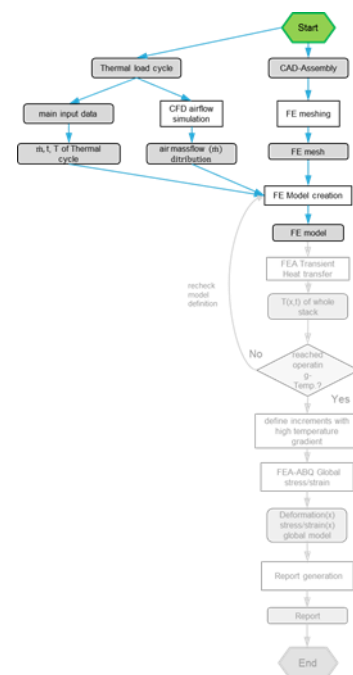 Start
Thermal load cycle
CAD-Assembly
main input data
CFD airflow
simulation
FE meshing
ṁ, t, T of Thermal
cycle
air massflow (ṁ)
ditribution
FE mesh
FE Model creation
FE model
FEA Transient
Heat transfer
recheck
model
definition
T(x,t) of whole
stack
No
reached
operatin
g-
Temp.?
Yes
define increments with
high temperature
gradient
FEA-ABQ Global
stress/strain
Deformation(x)
stress/strain(x)
global model
Report generation
Report
End